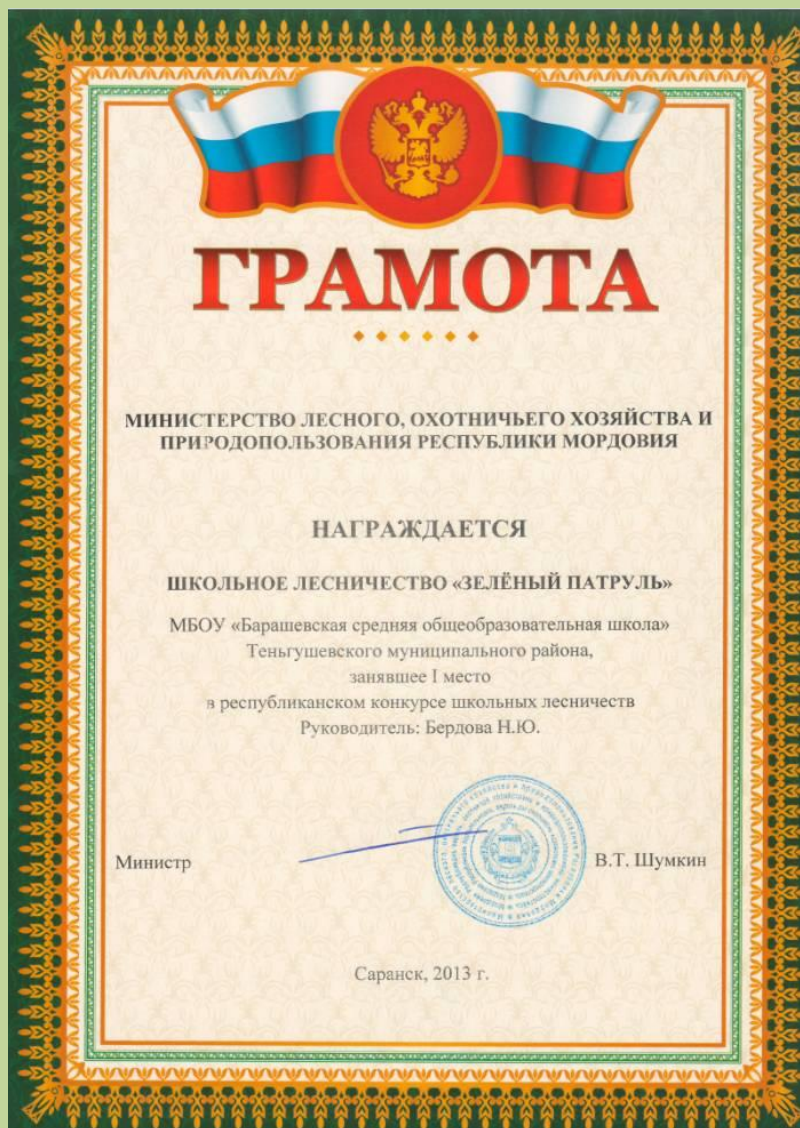 ГРАМОТА
МИНИСТЕРСТВО ЛЕСНОГО, ОХОТНИЧЬЕГО ХОЗЯЙСТВА И
ПРИРОДОПОЛЬЗОВАНИЯ РЕСПУБЛИКИ МОРДОВИЯ
НАГРАЖДАЕТСЯ
ШКОЛЬНОЕ ЛЕСНИЧЕСТВО «ЗЕЛЁНЫЙ ПАТРУЛЬ»
МБОУ «Барашевская средняя общеобразовательная школа»
Теньгушевского муниципального района,
занявшее I место
в республиканском конкурсе школьных лесничеств
Руководитель: Бердова Н.Ю.
Министр
В.Т. Шумкин
Саранск, 2013 г.